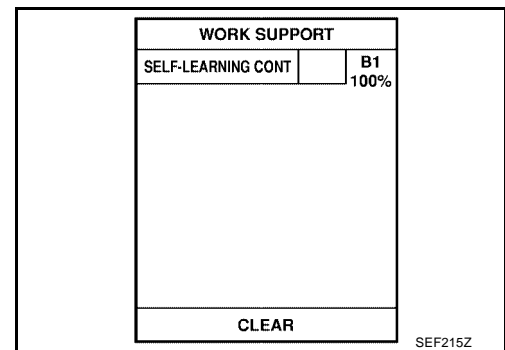 WORK SUPPORT
SELF-LEARNING CONT B1
100%
CLEAR
SEF215Z